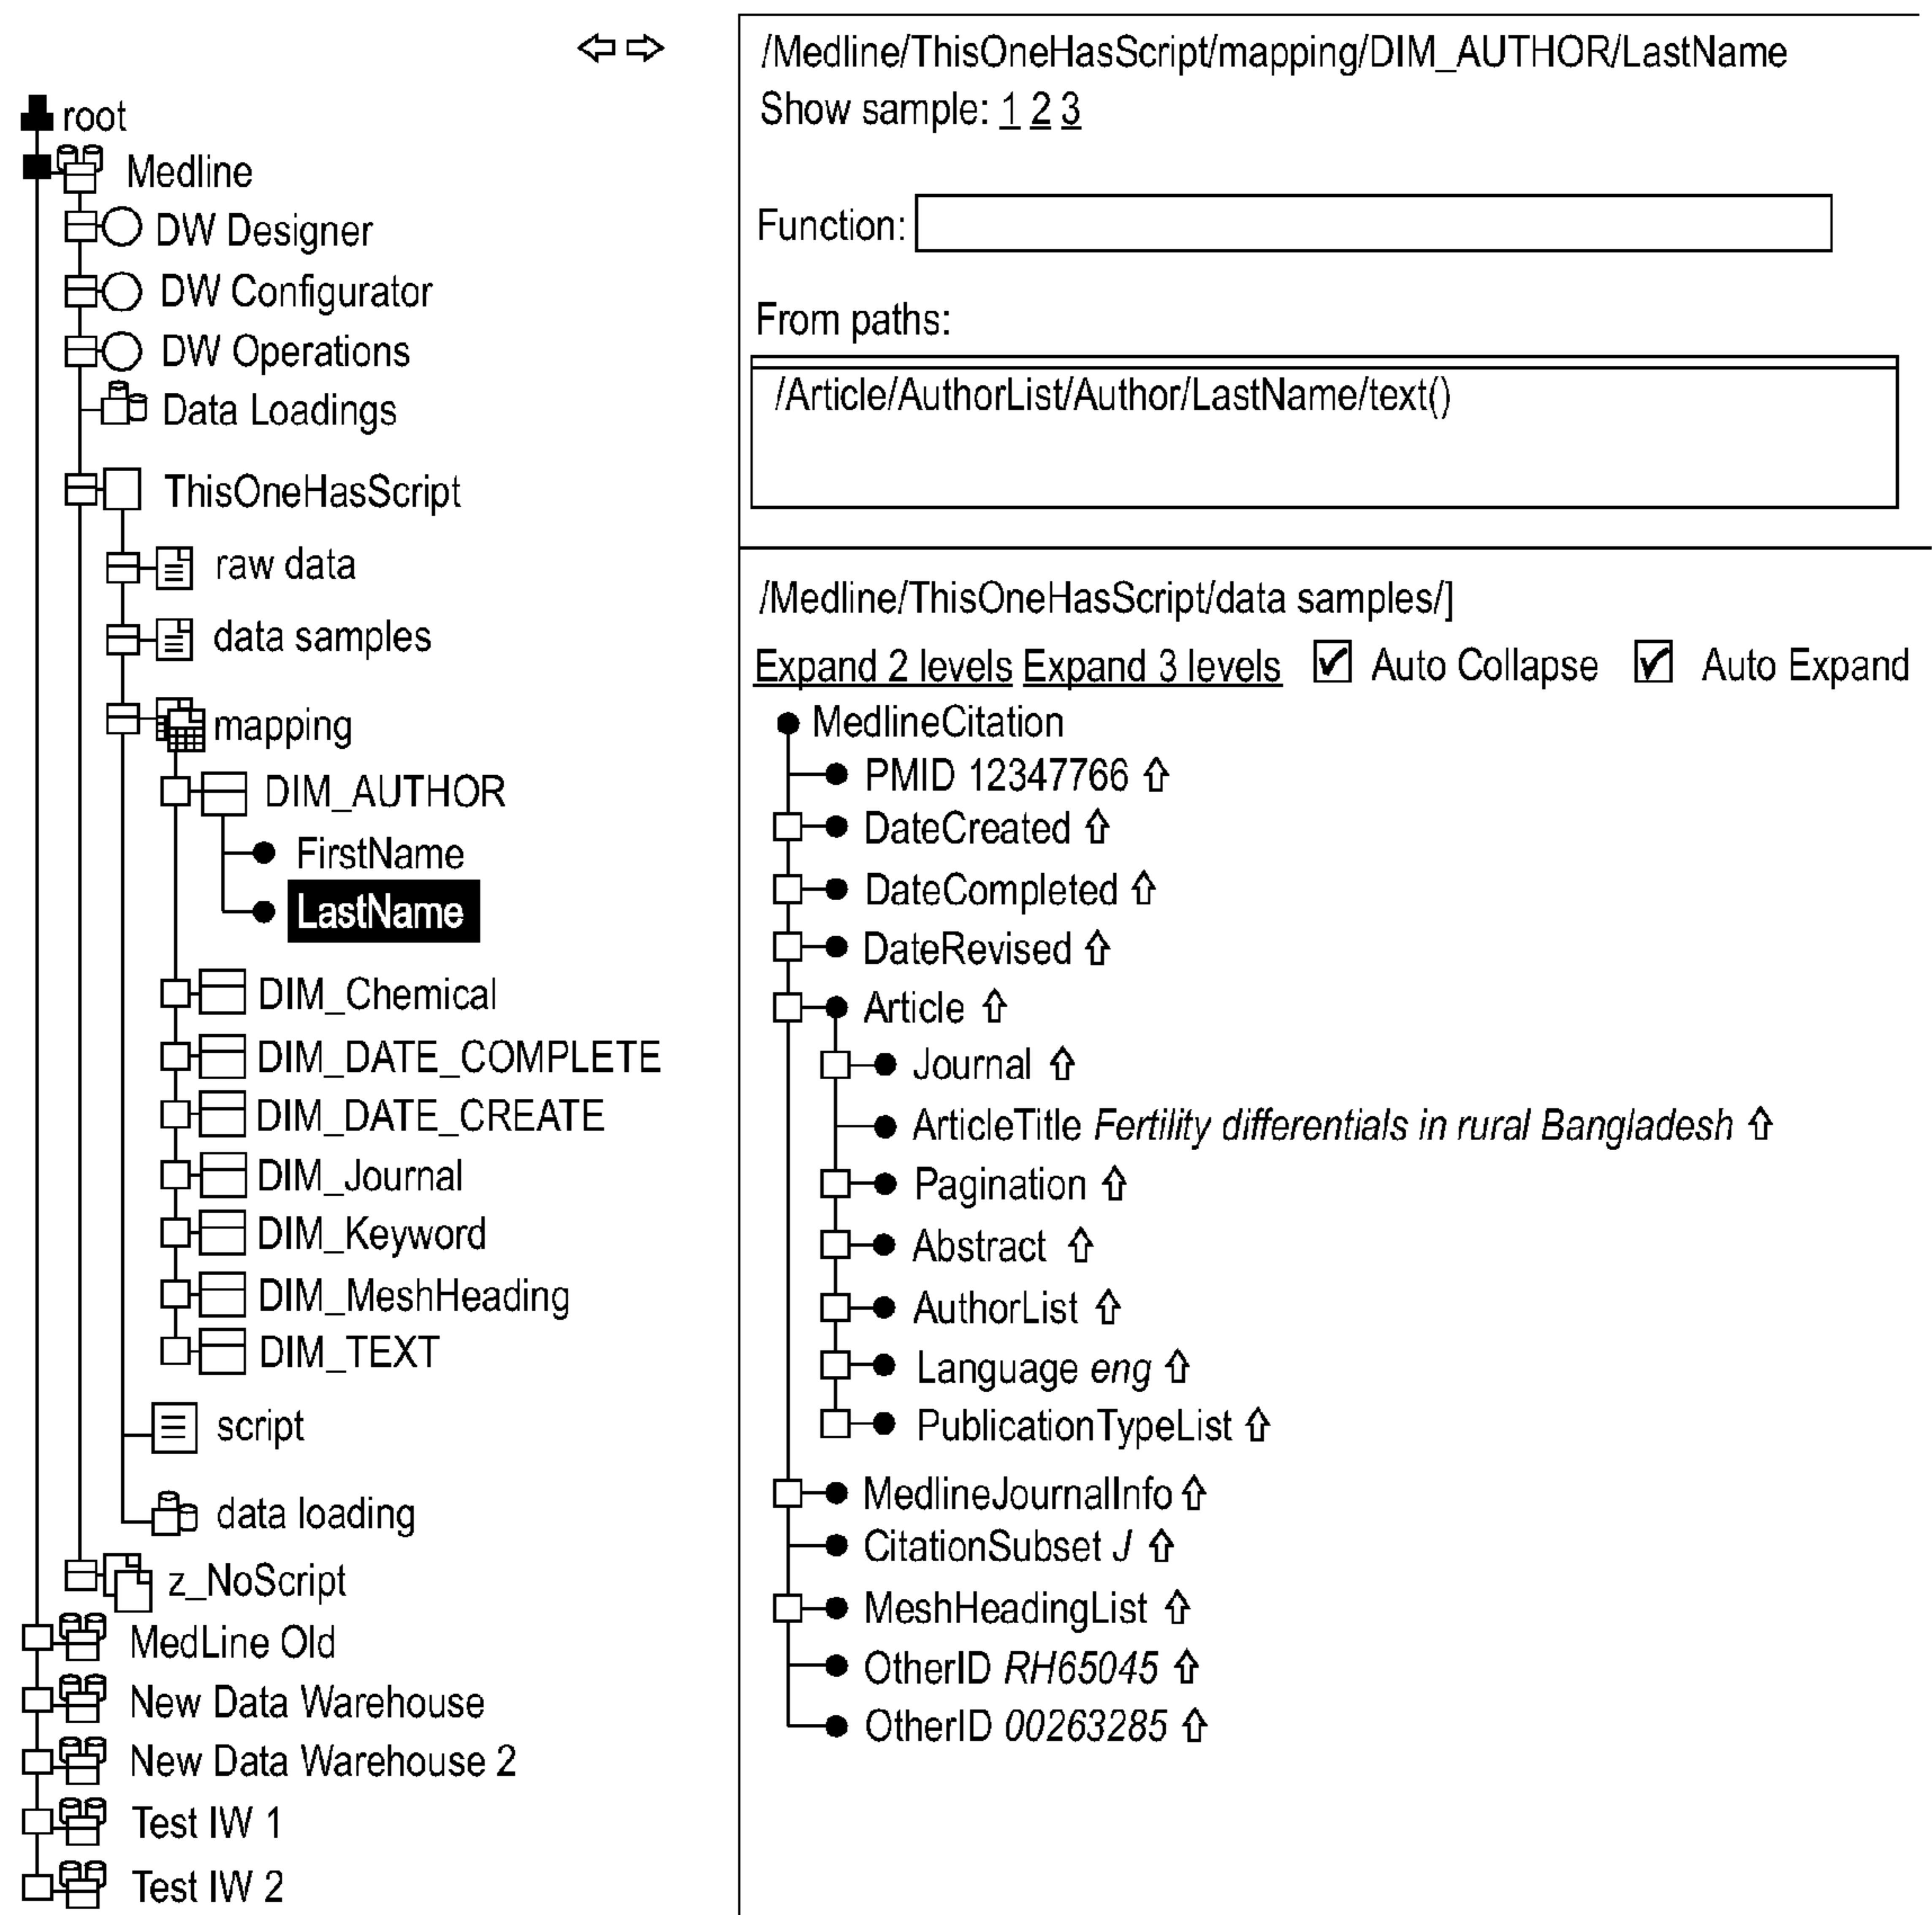 root
Medline
DW Designer
DW Configurator
DW Operations
Data Loadings
ThisOneHasScript
raw data
data samples
mapping
DIM_AUTHOR
FirstName
LastName
DIM_Chemical
DIM_DATE_COMPLETE
DIM_DATE_CREATE
DIM_Journal
DIM_Keyword
DIM_MeshHeading
DIM_TEXT
script
data loading
z_NoScript
MedLine Old
New Data Warehouse
New Data Warehouse 2
Test IW 1
Test IW 2
/Medline/ThisOneHasScript/mapping/DIM_AUTHOR/LastName
Show sample: 1 2 3
Function:
From paths:
/Article/AuthorList/Author/LastName/text()
/Medline/ThisOneHasScript/data samples/]
Expand 2 levels Expand 3 levels Auto Collapse Auto Expand
MedlineCitation
PMID 12347766
DateCreated
DateCompleted
DateRevised
Article
Journal
ArticleTitle Fertility differentials in rural Bangladesh
Pagination
Abstract
AuthorList
Language eng
PublicationTypeList
MedlineJournalInfo
CitationSubset J
MeshHeadingList
OtherID RH65045
OtherID 00263285